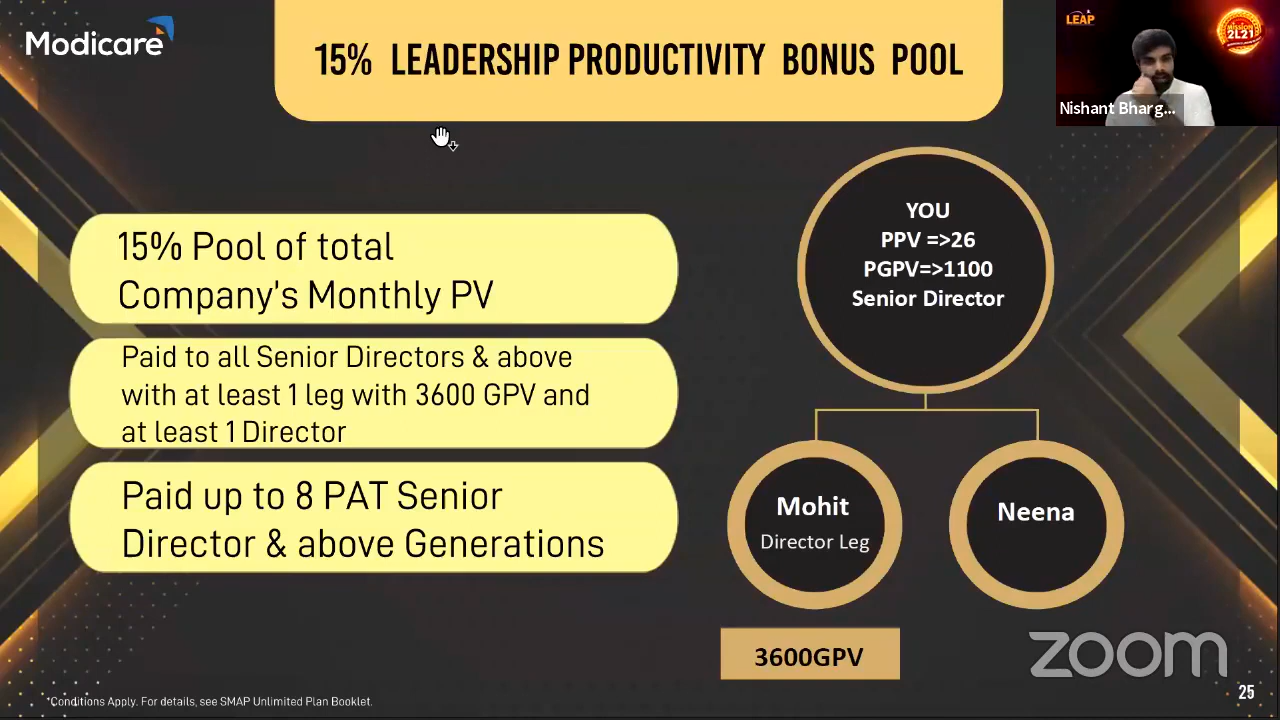 Modicare
15% LEADERSHIP PRODUCTIVITY BONUS POOL
LEAP
MISSION
2L21
Nishant Bharg...
15% Pool of total
Company's Monthly PV
Paid to all Senior Directors & above
with at least 1 leg with 3600 GPV and
at least 1 Director
Paid up to 8 PAT Senior
Director & above Generations
YOU
PPV =>26
PGPV=>1100
Senior Director
Mohit
Director Leg
Neena
3600GPV
zoom
*Conditions Apply. For details, see SMAP Unlimited Plan Booklet.
25